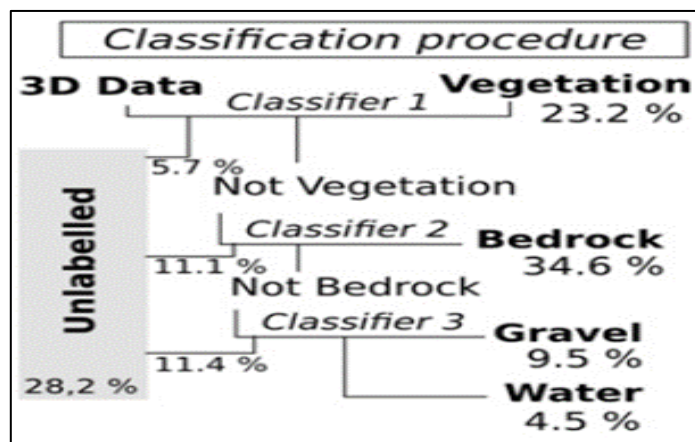 Classification procedure
3D Data
Classifier 1
Vegetation
23.2 %
5.7 %
Not Vegetation
Classifier 2
Bedrock
34.6 %
11.1 %
Not Bedrock
Classifier 3
Gravel
9.5 %
11.4 %
Water
4.5 %
Unlabelled
28,2 %